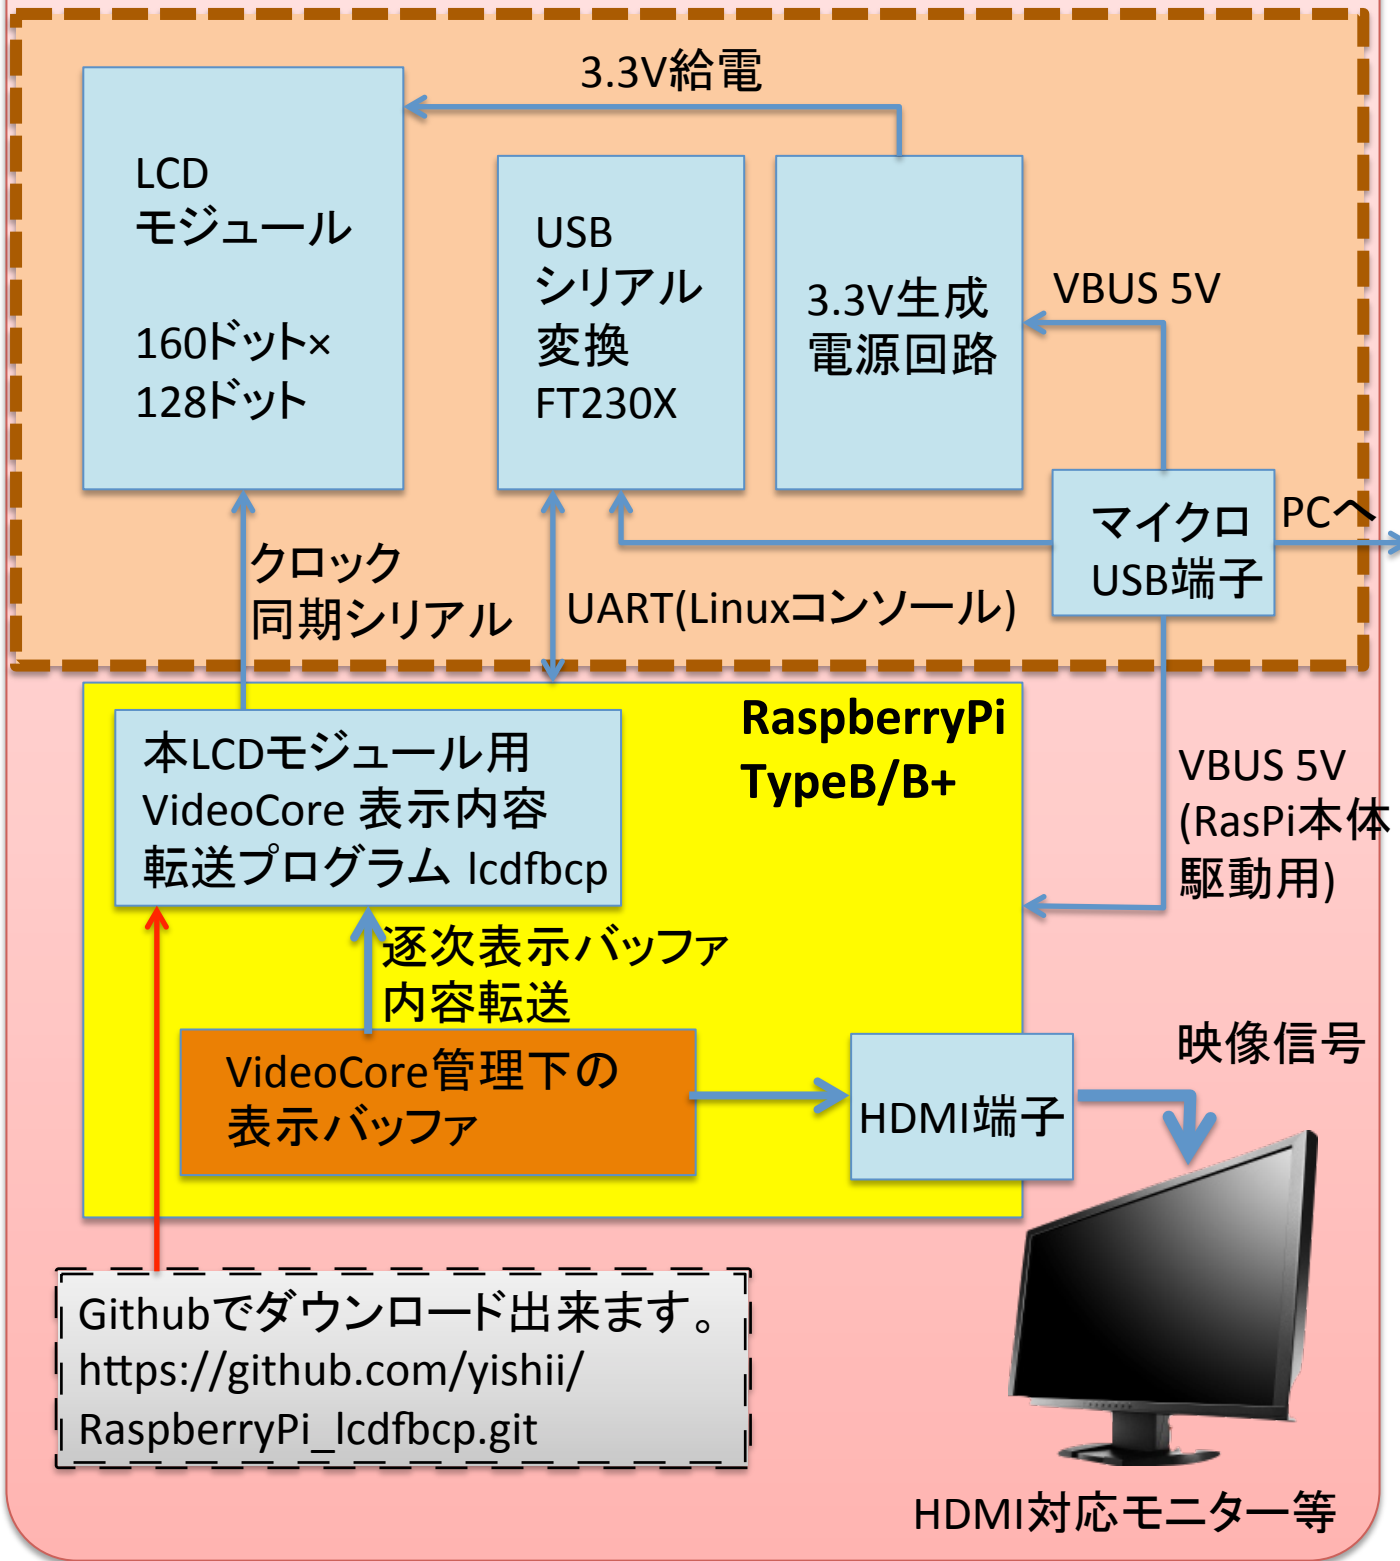 3.3V給電
LCD
モジュール
160ドット×
128ドット
USB
シリアル
変換
FT230X
3.3V生成
電源回路
VBUS 5V
マイクロ
USB端子
PCへ
クロック
同期シリアル
UART(Linuxコンソール)
RaspberryPi
TypeB/B+
本LCDモジュール用
VideoCore 表示内容
転送プログラム lcdfbcp
VBUS 5V
(RasPi本体
駆動用)
逐次表示バッファ
内容転送
VideoCore管理下の
表示バッファ
HDMI端子
映像信号
Githubでダウンロード出来ます。
https://github.com/yishii/
RaspberryPi_lcdfbcp.git
HDMI対応モニター等